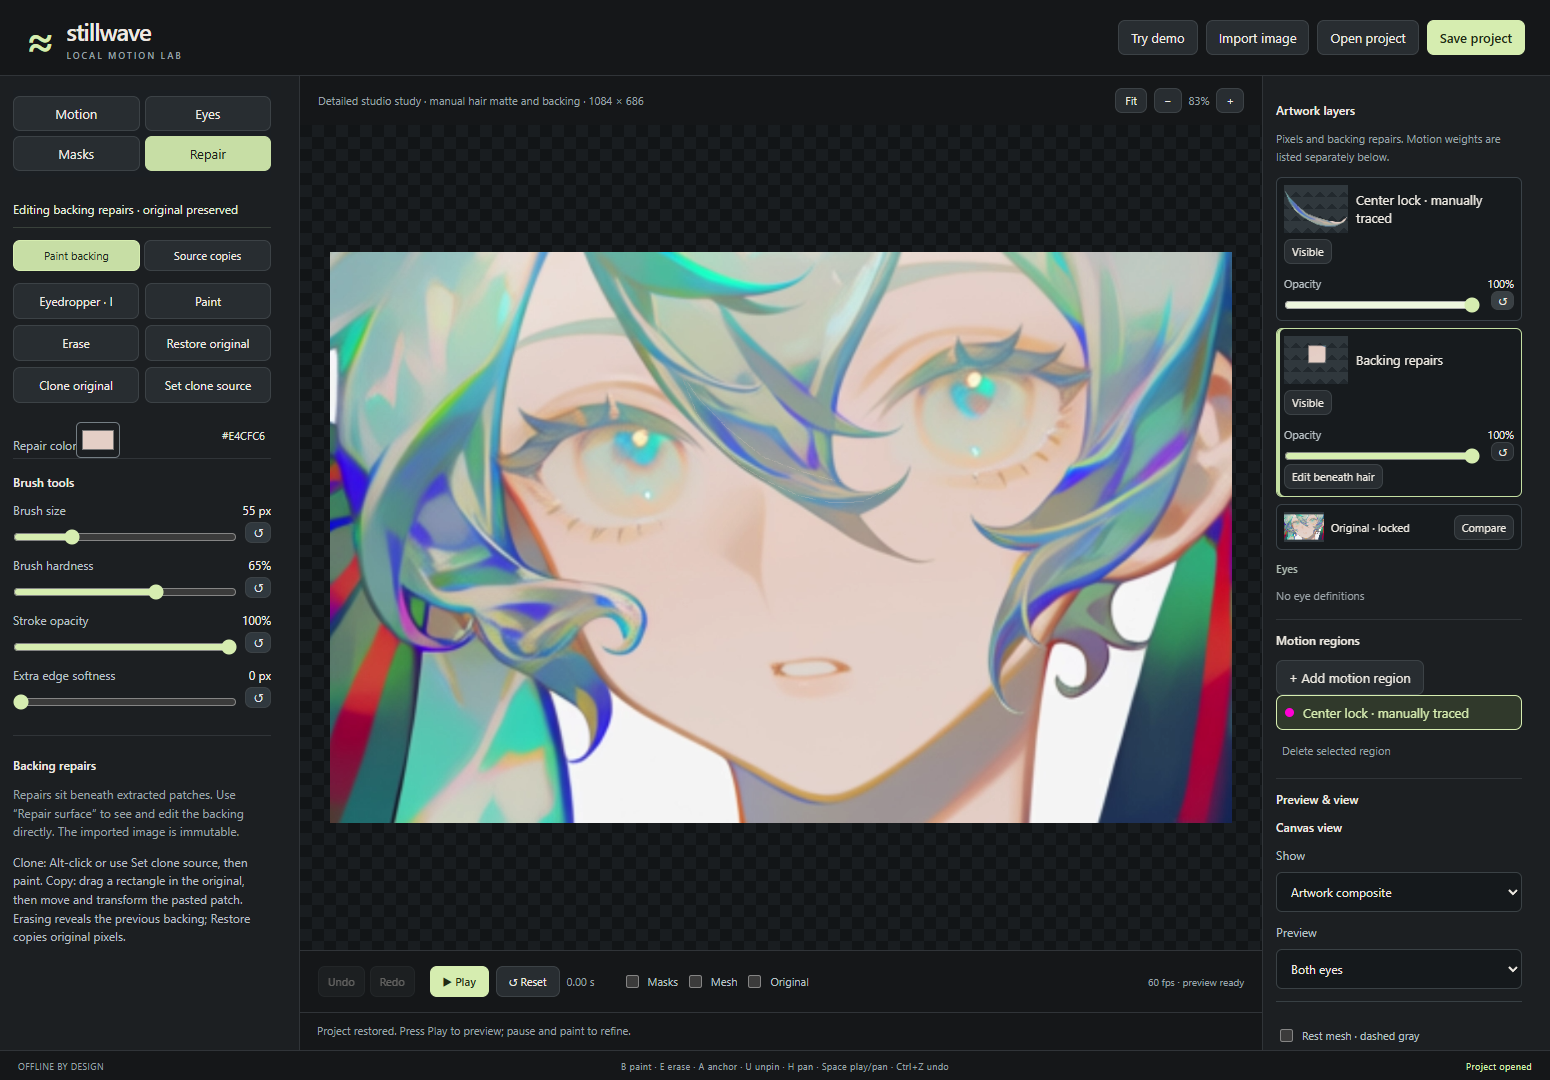 stillwave
LOCAL MOTION LAB
Try demo
Import image
Open project
Save project
Motion
Eyes
Masks
Repair
Editing backing repairs · original preserved
Paint backing
Source copies
Eyedropper · I
Paint
Erase
Restore original
Clone original
Set clone source
Repair color
#E4CFC6
Brush tools
Brush size
55 px
Brush hardness
65%
Stroke opacity
100%
Extra edge softness
0 px
Backing repairs
Repairs sit beneath extracted patches. Use
“Repair surface” to see and edit the backing
directly. The imported image is immutable.
Clone: Alt-click or use Set clone source, then
paint. Copy: drag a rectangle in the original,
then move and transform the pasted patch.
Erasing reveals the previous backing; Restore
copies original pixels.
Detailed studio study · manual hair matte and backing · 1084 × 686
Fit
−
83%
+
Undo
Redo
▶ Play
↺ Reset
0.00 s
Masks
Mesh
Original
60 fps · preview ready
Project restored. Press Play to preview; pause and paint to refine.
Artwork layers
Pixels and backing repairs. Motion weights are
listed separately below.
Center lock · manually
traced
Visible
Opacity
100%
Backing repairs
Visible
Opacity
100%
Edit beneath hair
Original · locked
Compare
Eyes
No eye definitions
Motion regions
+ Add motion region
Center lock · manually traced
Delete selected region
Preview & view
Canvas view
Show
Artwork composite
Preview
Both eyes
Rest mesh · dashed gray
OFFLINE BY DESIGN
B paint · E erase · A anchor · U unpin · H pan · Space play/pan · Ctrl+Z undo
Project opened